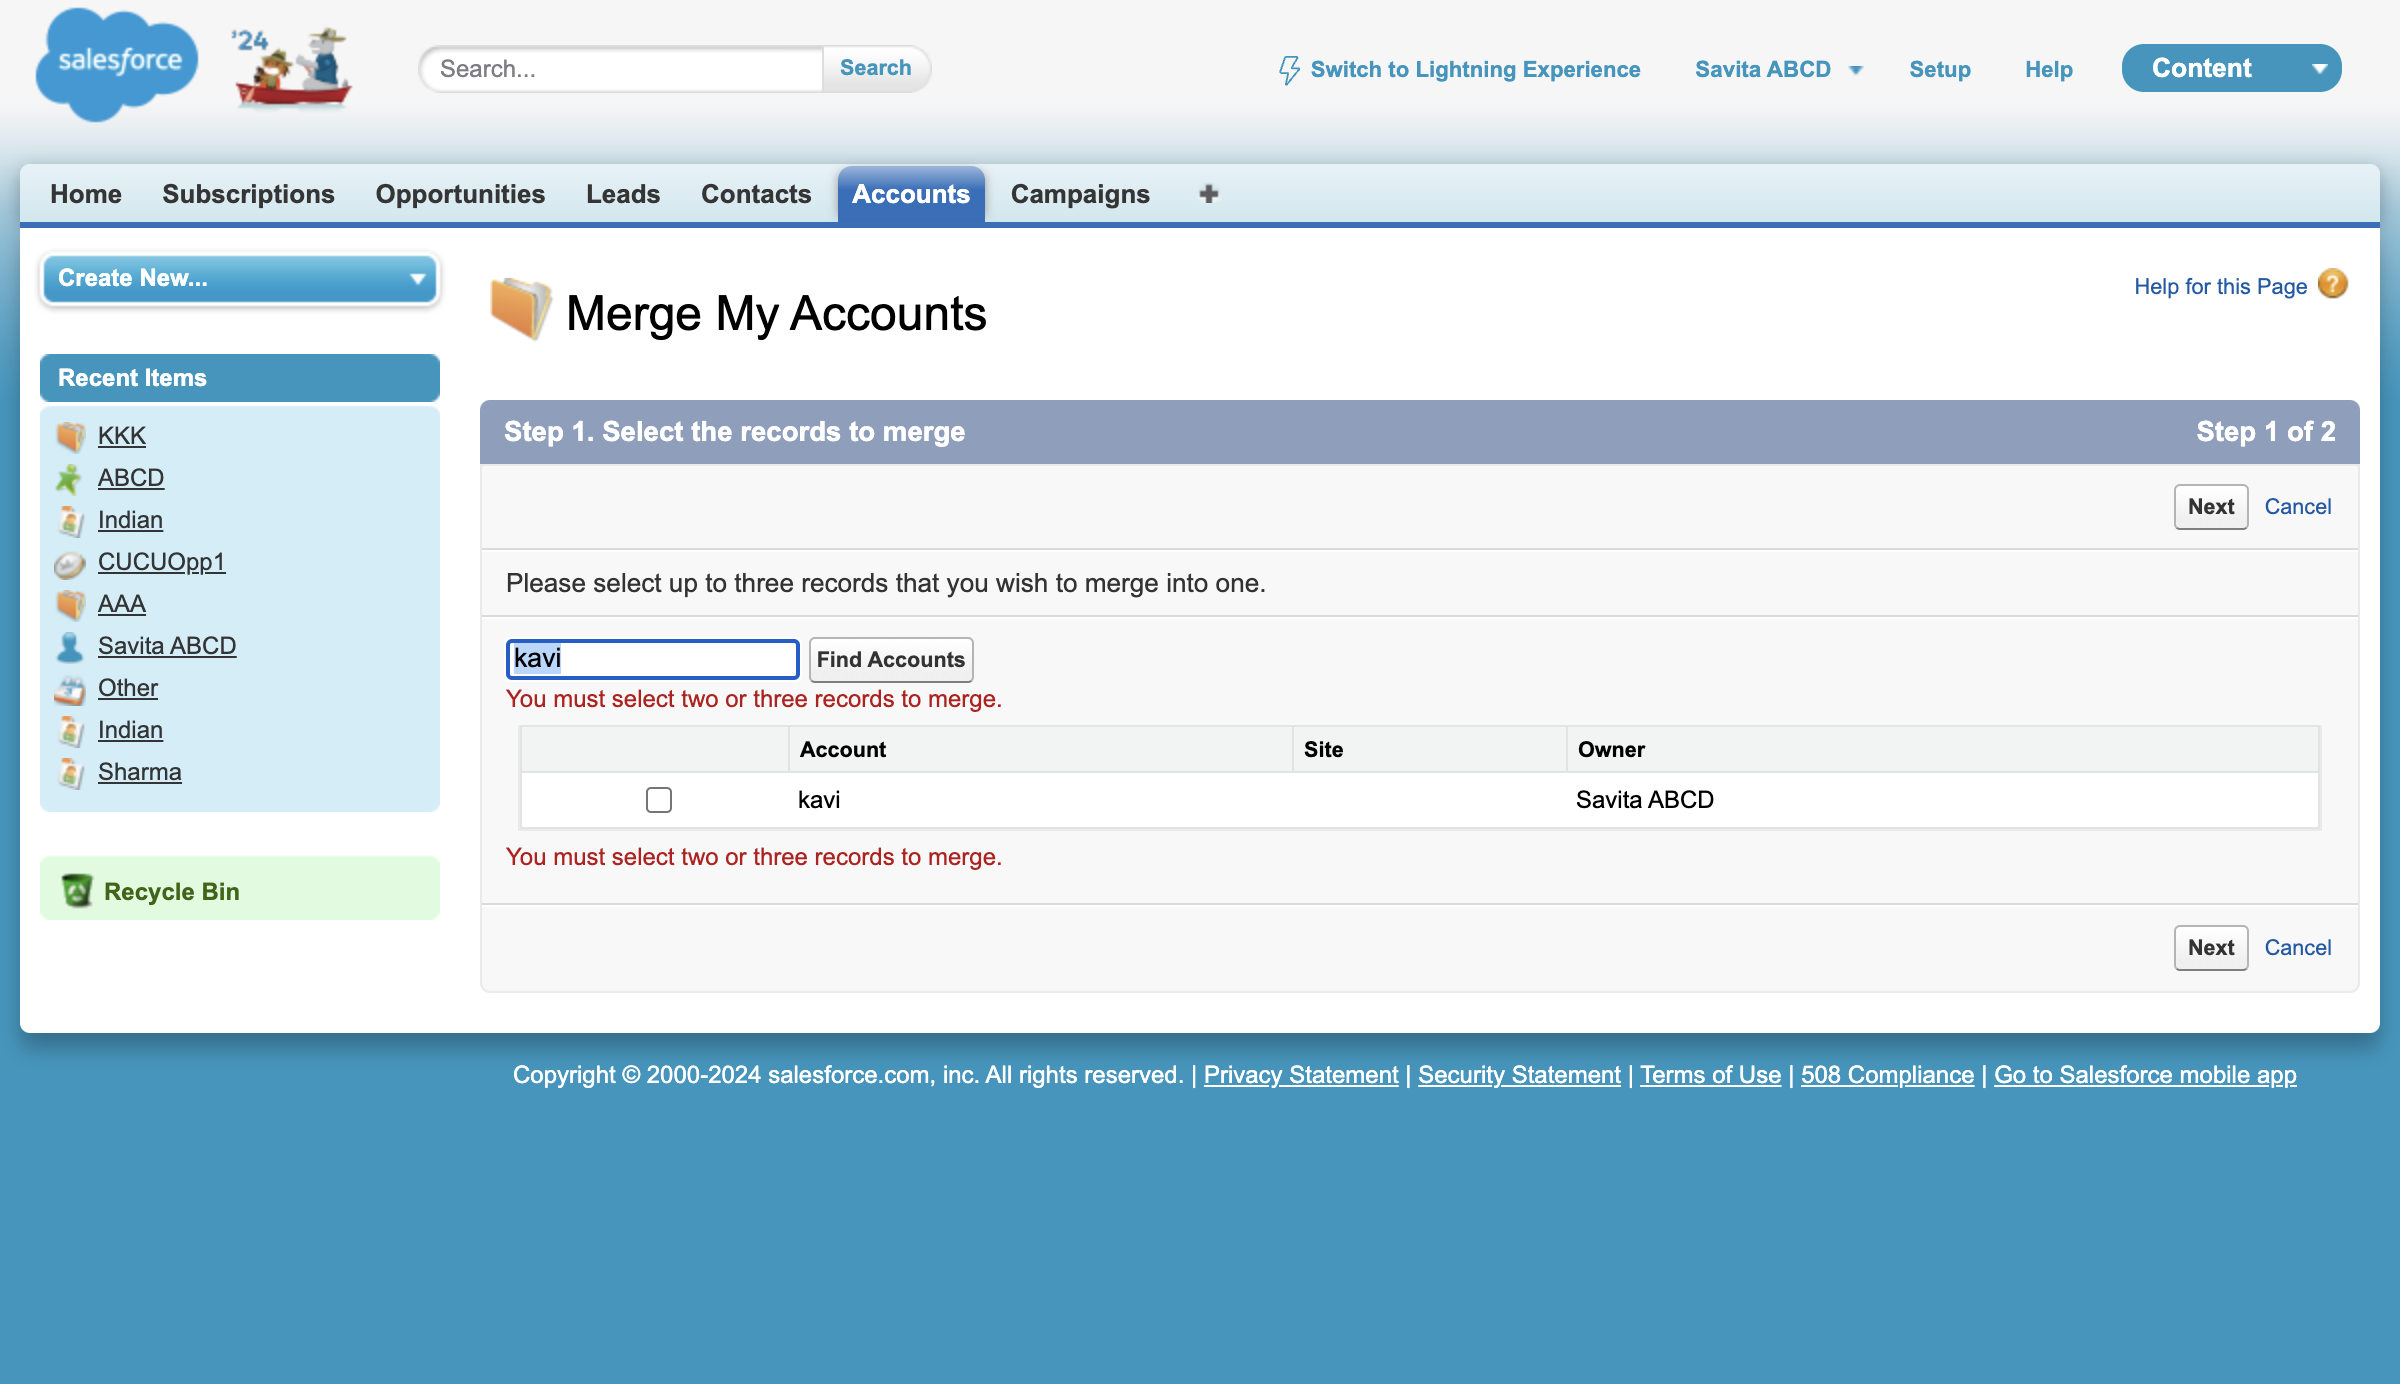 salesforce
'24
Search...
Search
Switch to Lightning Experience
Savita ABCD
Setup
Help
Content
Home
Subscriptions
Opportunities
Leads
Contacts
Accounts
Campaigns
Create New...
Recent Items
KKK
ABCD
Indian
CUCUOpp1
AAA
Savita ABCD
Other
Indian
Sharma
Recycle Bin
Merge My Accounts
Help for this Page ?
Step 1. Select the records to merge
Step 1 of 2
Next Cancel
Please select up to three records that you wish to merge into one.
kavi
Find Accounts
You must select two or three records to merge.
Account Site Owner
kavi Savita ABCD
You must select two or three records to merge.
Next Cancel
Copyright © 2000-2024 salesforce.com, inc. All rights reserved. | Privacy Statement | Security Statement | Terms of Use | 508 Compliance | Go to Salesforce mobile app